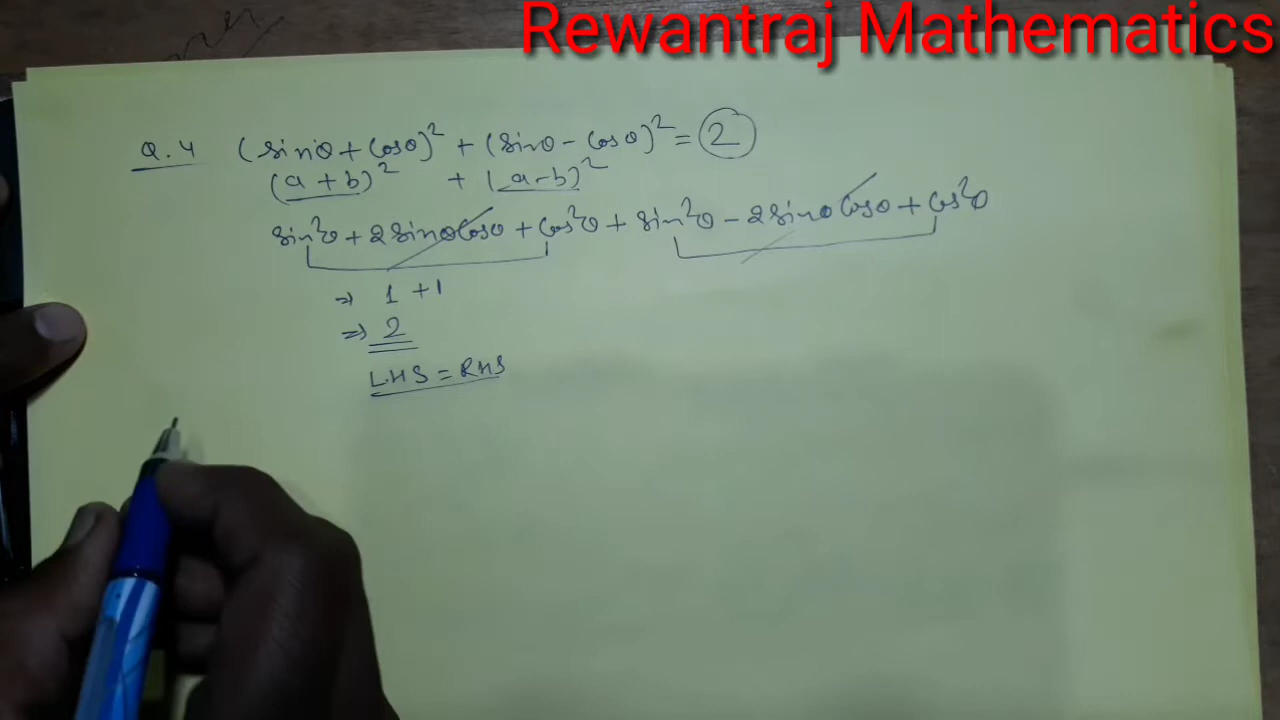 Rewantraj Mathematics
Q.4 (sinθ+cosθ)² + (sinθ-cosθ)² = 2
(a+b)² + (a-b)²
sin²θ + 2sinθcosθ + cos²θ + sin²θ - 2sinθcosθ + cos²θ
⇒ 1 +1
⇒ 2
LHS = RHS